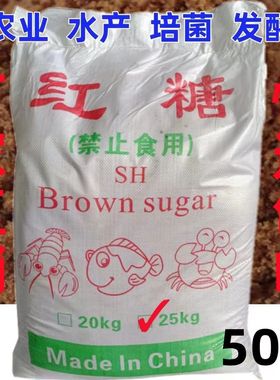 农业 水产 培菌 发酵
红糖
(禁止食用)
SH
Brown sugar
20kg 25kg
Made In China
50